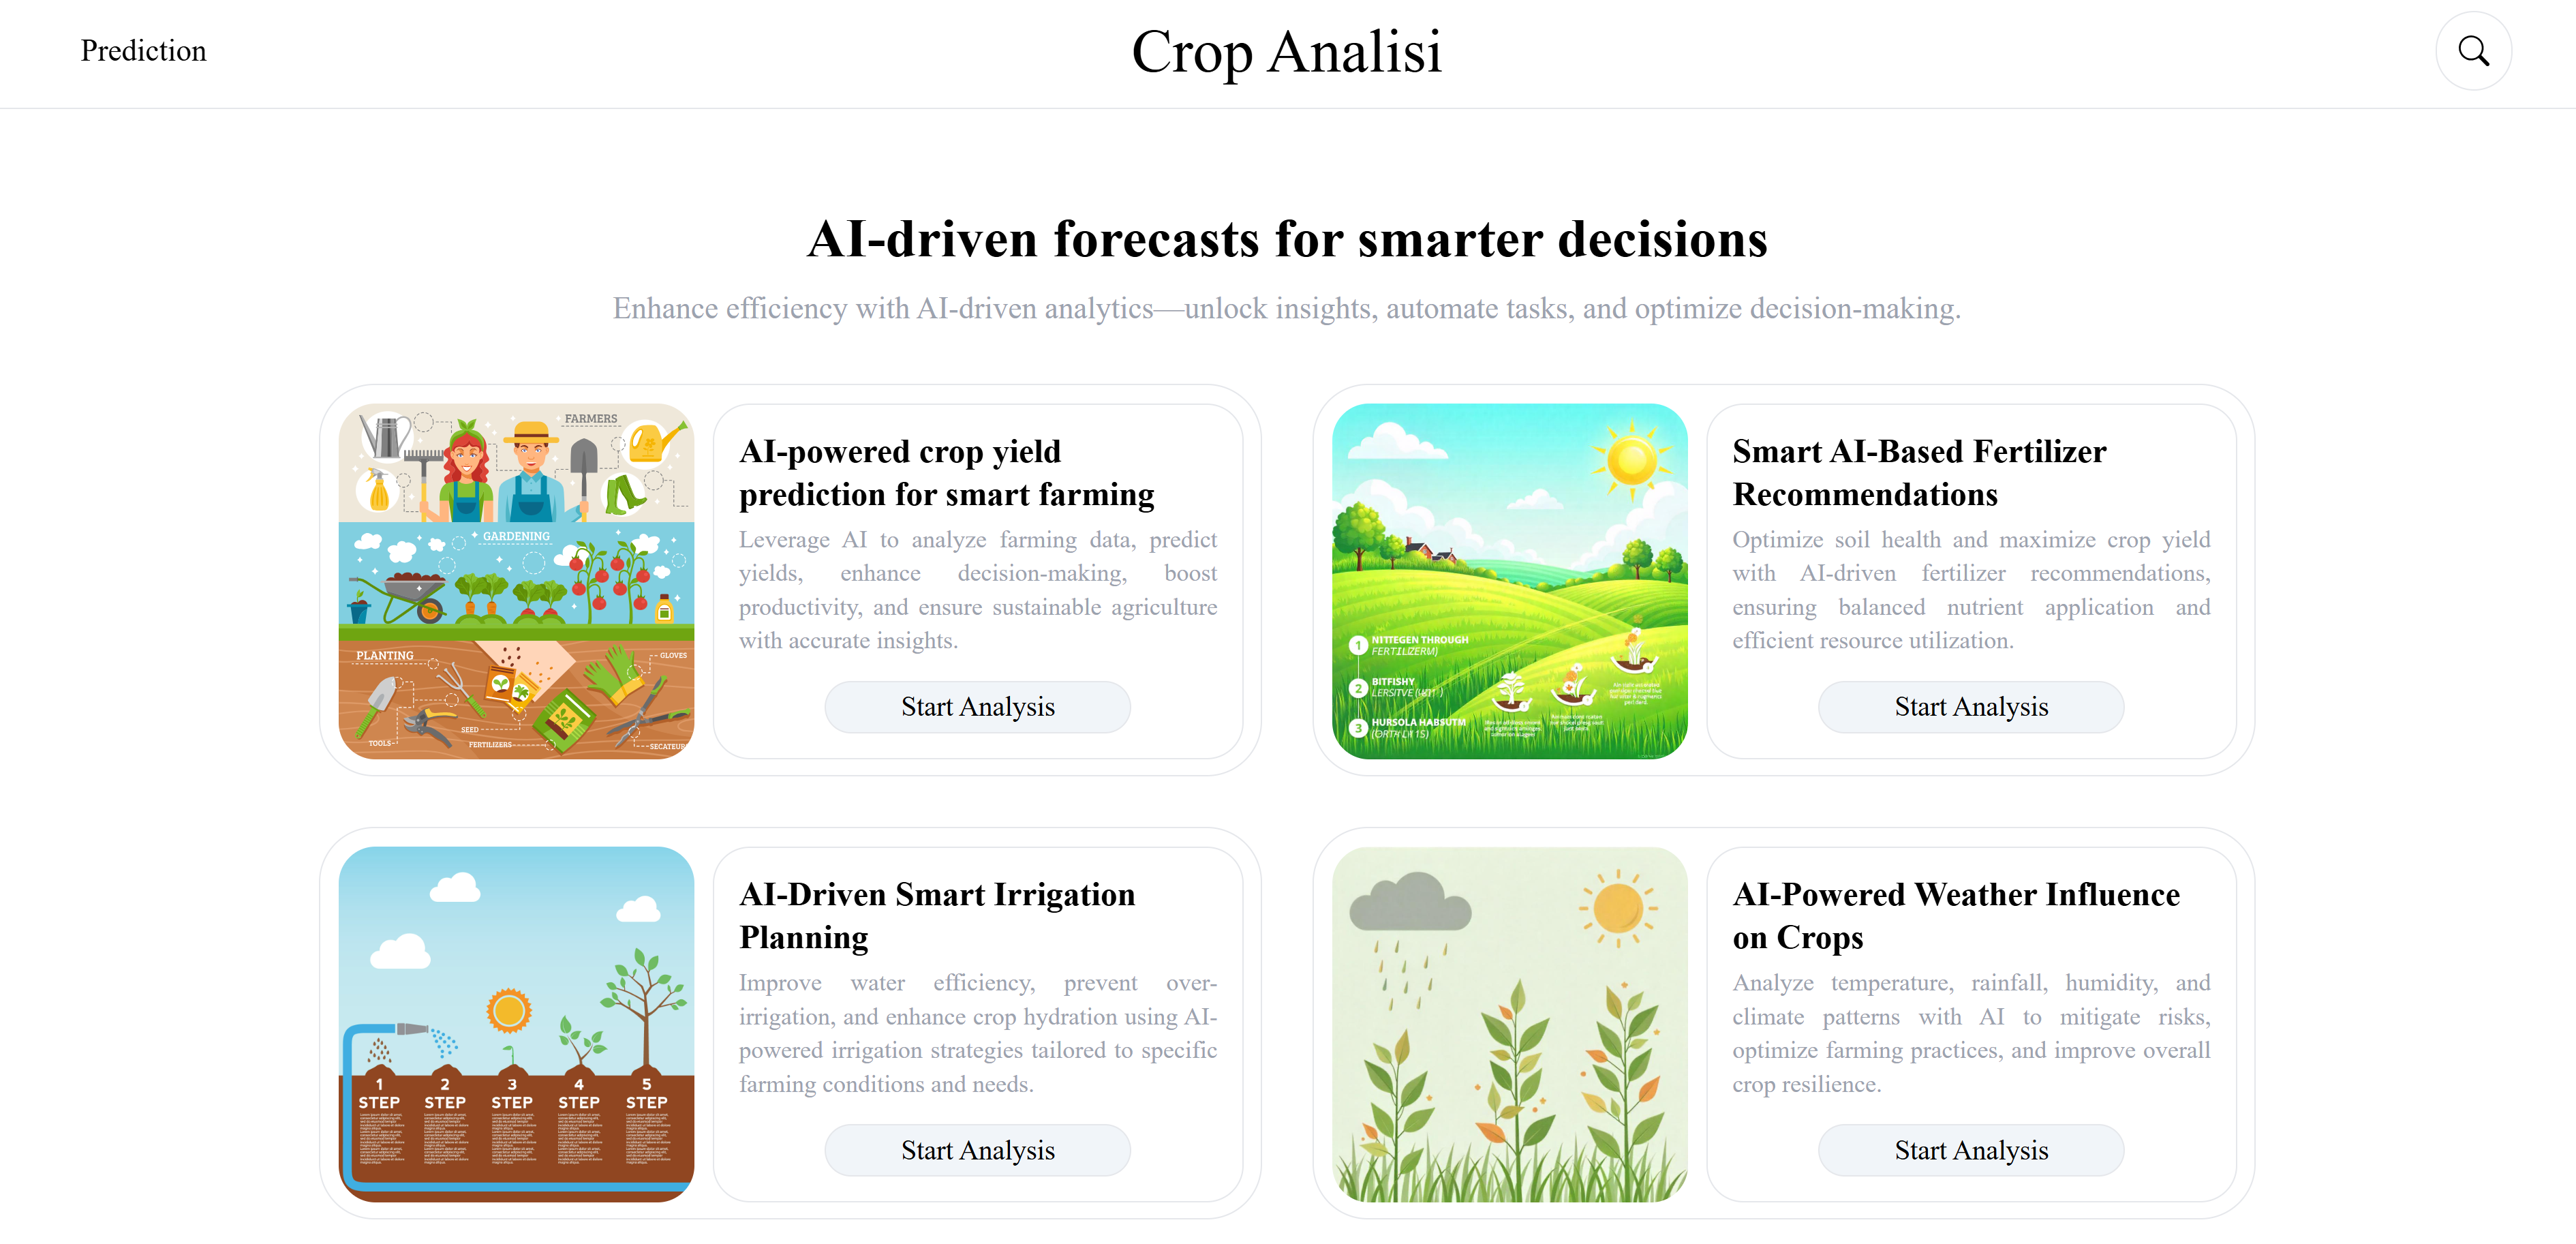 Prediction
Crop Analisi
AI-driven forecasts for smarter decisions
Enhance efficiency with AI-driven analytics—unlock insights, automate tasks, and optimize decision-making.
FARMERS
GARDENING
PLANTING
GLOVES
TOOLS
SEED
FERTILIZERS
SECATEURS
AI-powered crop yield
prediction for smart farming
Leverage AI to analyze farming data, predict
yields, enhance decision-making, boost
productivity, and ensure sustainable agriculture
with accurate insights.
Start Analysis
1 NITTEGEN THROUGH
FERTILIZERM)
2 BITFISHY
LERSITVE
3 HURSOLA HABSUTM
Smart AI-Based Fertilizer
Recommendations
Optimize soil health and maximize crop yield
with AI-driven fertilizer recommendations,
ensuring balanced nutrient application and
efficient resource utilization.
Start Analysis
1 2 3 4 5
STEP STEP STEP STEP STEP
AI-Driven Smart Irrigation
Planning
Improve water efficiency, prevent over-
irrigation, and enhance crop hydration using AI-
powered irrigation strategies tailored to specific
farming conditions and needs.
Start Analysis
AI-Powered Weather Influence
on Crops
Analyze temperature, rainfall, humidity, and
climate patterns with AI to mitigate risks,
optimize farming practices, and improve overall
crop resilience.
Start Analysis